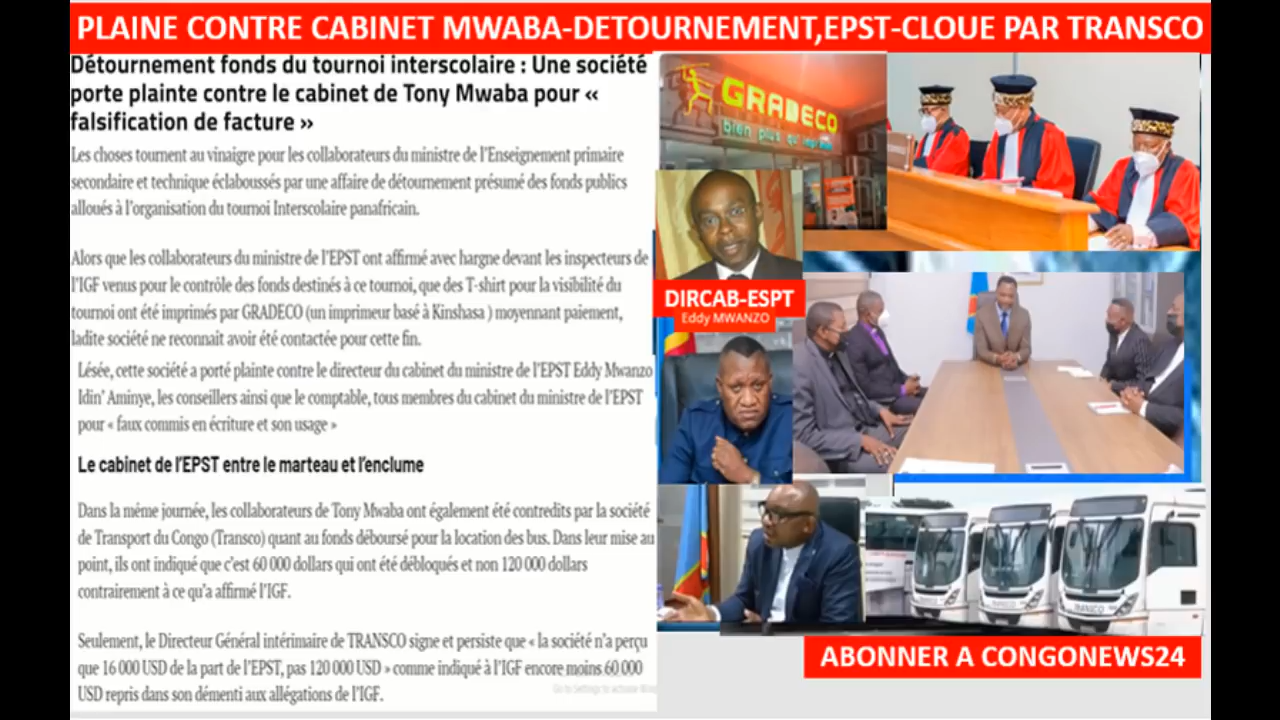 PLAINE CONTRE CABINET MWABA-DETOURNEMENT,EPST-CLOUE PAR TRANSCO
Détournement fonds du tournoi interscolaire : Une société
porte plainte contre le cabinet de Tony Mwaba pour «
falsification de facture »
Les choses tournent au vinaigre pour les collaborateurs du ministre de l'Enseignement primaire
secondaire et technique éclaboussés par une affaire de détournement présumé des fonds publics
alloués à l'organisation du tournoi Interscolaire panafricain.
Alors que les collaborateurs du ministre de l'EPST ont affirmé avec hargne devant les inspecteurs de
l'IGF venus pour le contrôle des fonds destinés à ce tournoi, que des T-shirt pour la visibilité du
tournoi ont été imprimés par GRADECO (un imprimeur basé à Kinshasa ) moyennant paiement,
ladite société ne reconnait avoir été contactée pour cette fin.
Lésée, cette société a porté plainte contre le directeur du cabinet du ministre de l'EPST Eddy Mwanzo
Idin' Aminye, les conseillers ainsi que le comptable, tous membres du cabinet du ministre de l'EPST
pour « faux commis en écriture et son usage »
Le cabinet de l'EPST entre le marteau et l'enclume
Dans la même journée, les collaborateurs de Tony Mwaba ont également été contredits par la société
de Transport du Congo (Transco) quant au fonds déboursé pour la location des bus. Dans leur mise au
point, ils ont indiqué que c'est 60 000 dollars qui ont été débloqués et non 120 000 dollars
contrairement à ce qu'a affirmé l'IGF.
Seulement, le Directeur Général intérimaire de TRANSCO signe et persiste que « la société n'a perçu
que 16 000 USD de la part de l'EPST, pas 120 000 USD » comme indiqué à l'IGF encore moins 60 000
USD repris dans son démenti aux allégations de l'IGF.
GRADECO
bien plus qu'
DIRCAB-ESPT
Eddy MWANZO
TRANSCO
ABONNER A CONGONEWS24